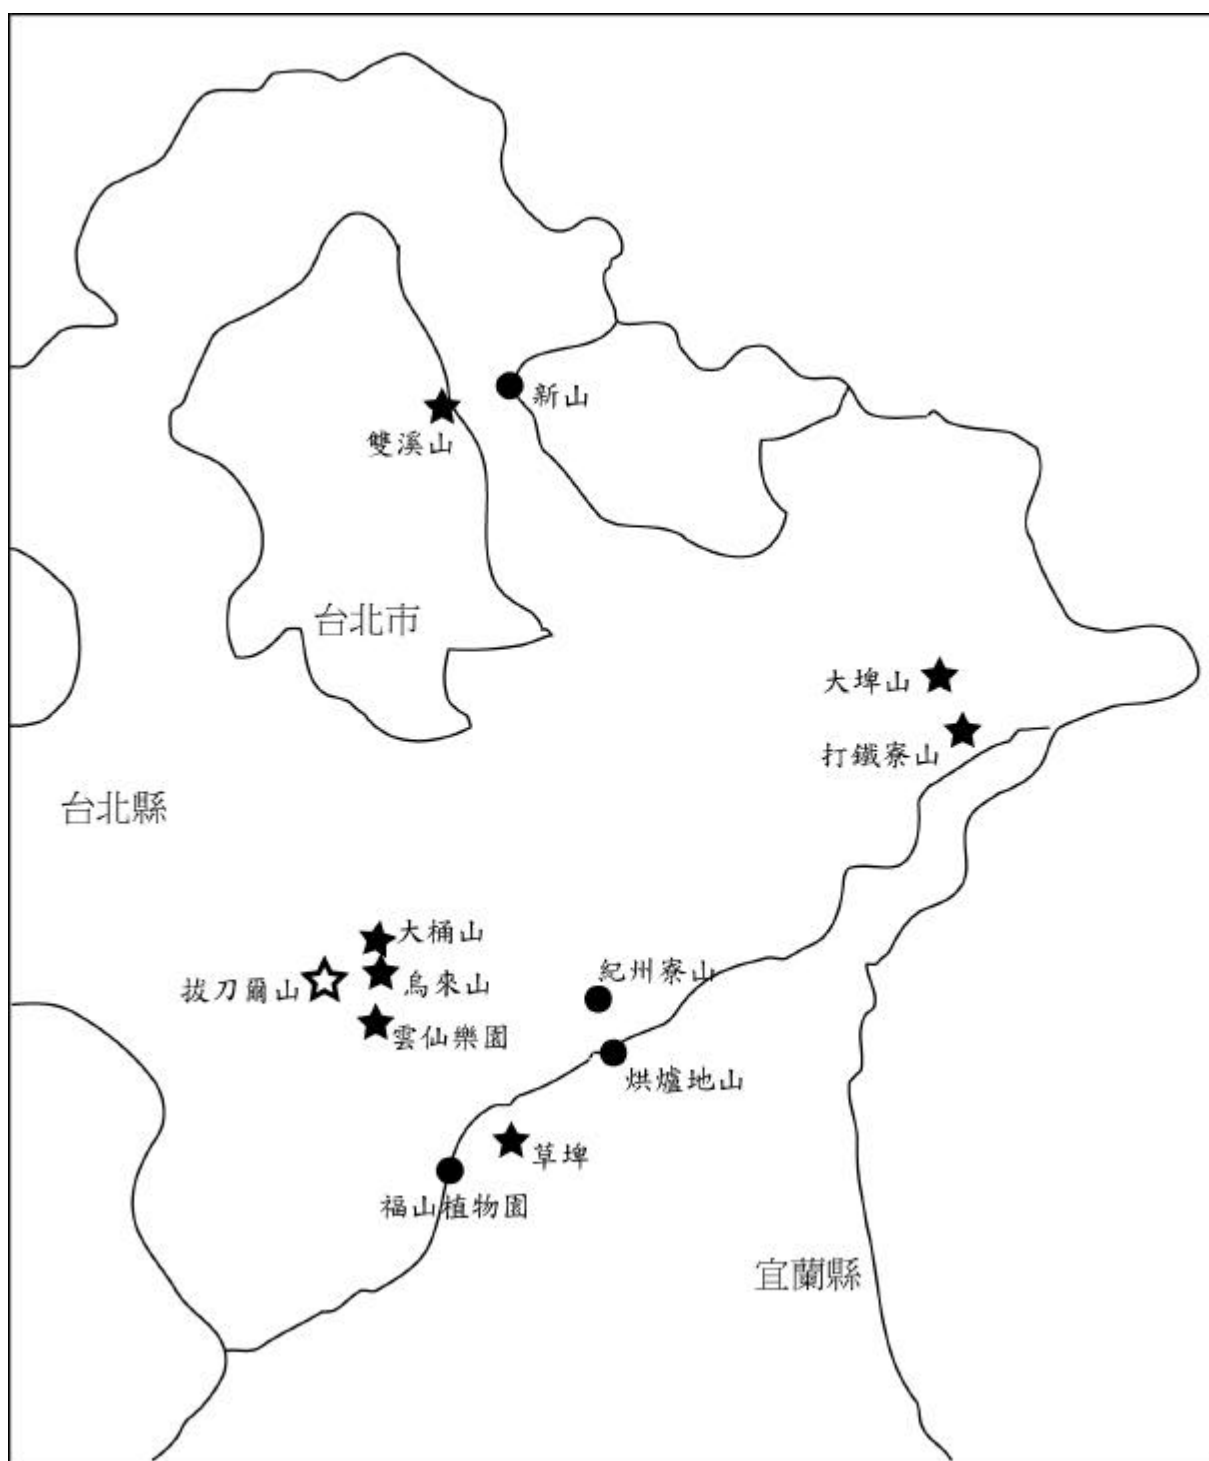 新山
雙溪山
台北市
大埤山
打鐵寮山
台北縣
大桶山
烏來山
拔刀爾山
雲仙樂園
紀州寮山
烘爐地山
草埤
福山植物園
宜蘭縣